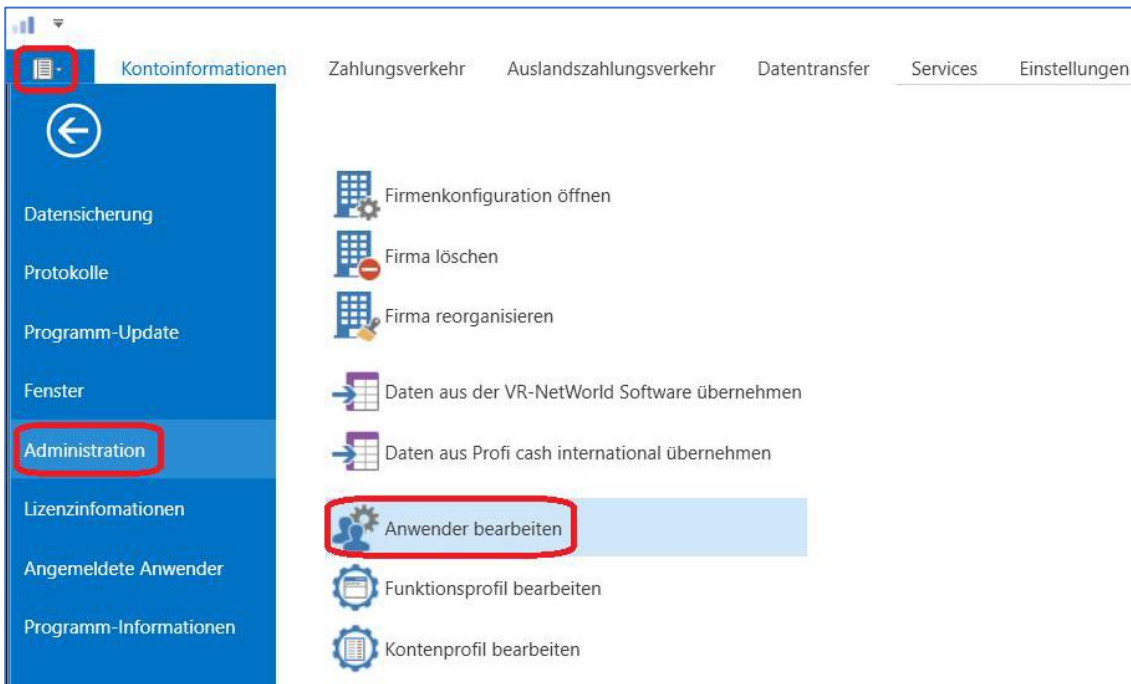 Kontoinformationen Zahlungsverkehr Auslandszahlungsverkehr Datentransfer Services Einstellungen
Datensicherung
Protokolle
Programm-Update
Fenster
Administration
Lizenzinfomationen
Angemeldete Anwender
Programm-Informationen
Firmenkonfiguration öffnen
Firma löschen
Firma reorganisieren
Daten aus der VR-NetWorld Software übernehmen
Daten aus Profi cash international übernehmen
Anwender bearbeiten
Funktionsprofil bearbeiten
Kontenprofil bearbeiten